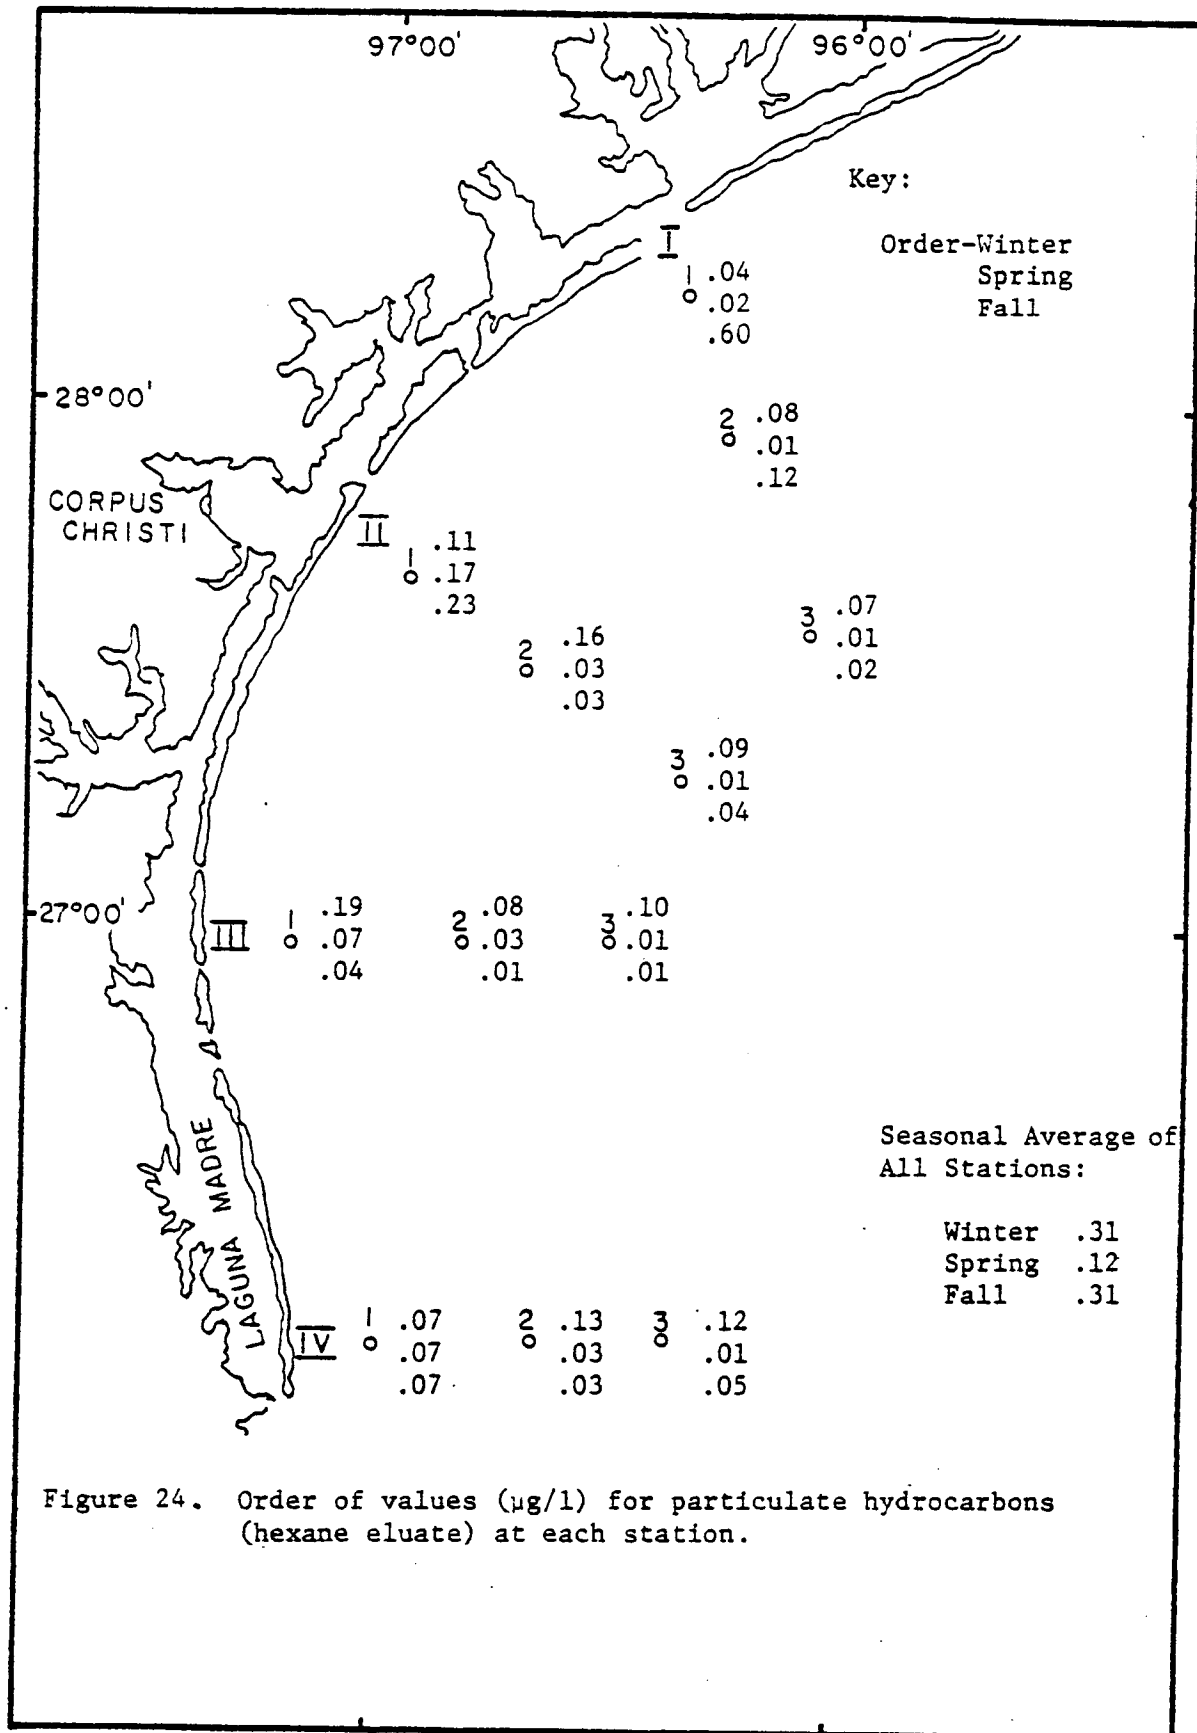 97°00'
96°00'
Key:
Order-Winter
Spring
Fall
I
1 .04
.02
.60
28°00'
2 .08
.01
.12
CORPUS
CHRISTI
II
1 .11
.17
.23
3 .07
.01
.02
2 .16
.03
.03
3 .09
.01
.04
27°00'
III
1 .19
.07
.04
2 .08
.03
.01
3 .10
.01
.01
LAGUNA MADRE
Seasonal Average of
All Stations:
Winter .31
Spring .12
Fall .31
IV
1 .07
.07
.07
2 .13
.03
.03
3 .12
.01
.05
Figure 24. Order of values (µg/l) for particulate hydrocarbons
(hexane eluate) at each station.